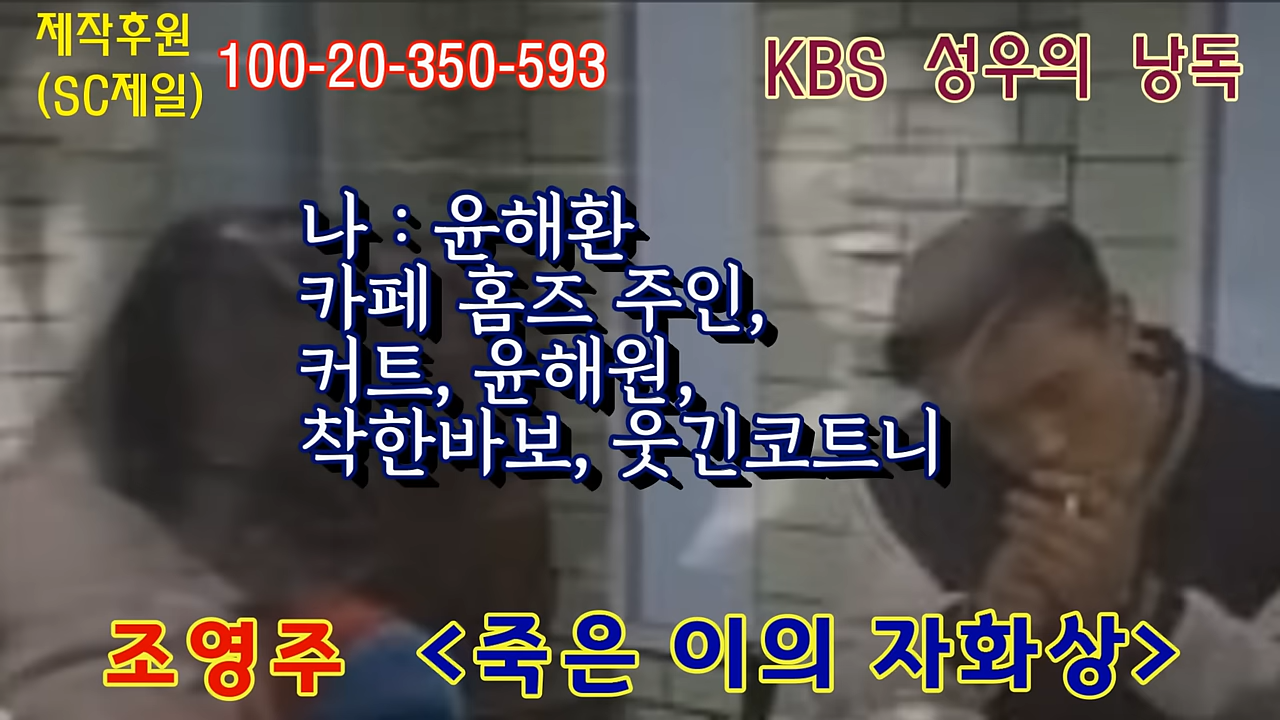 제작후원
(SC제일)
100-20-350-593
KBS 성우의 낭독
나 : 윤해환
카페 홈즈 주인,
커트, 윤해원,
착한바보, 웃긴코트니
조영주 <죽은 이의 자화상>